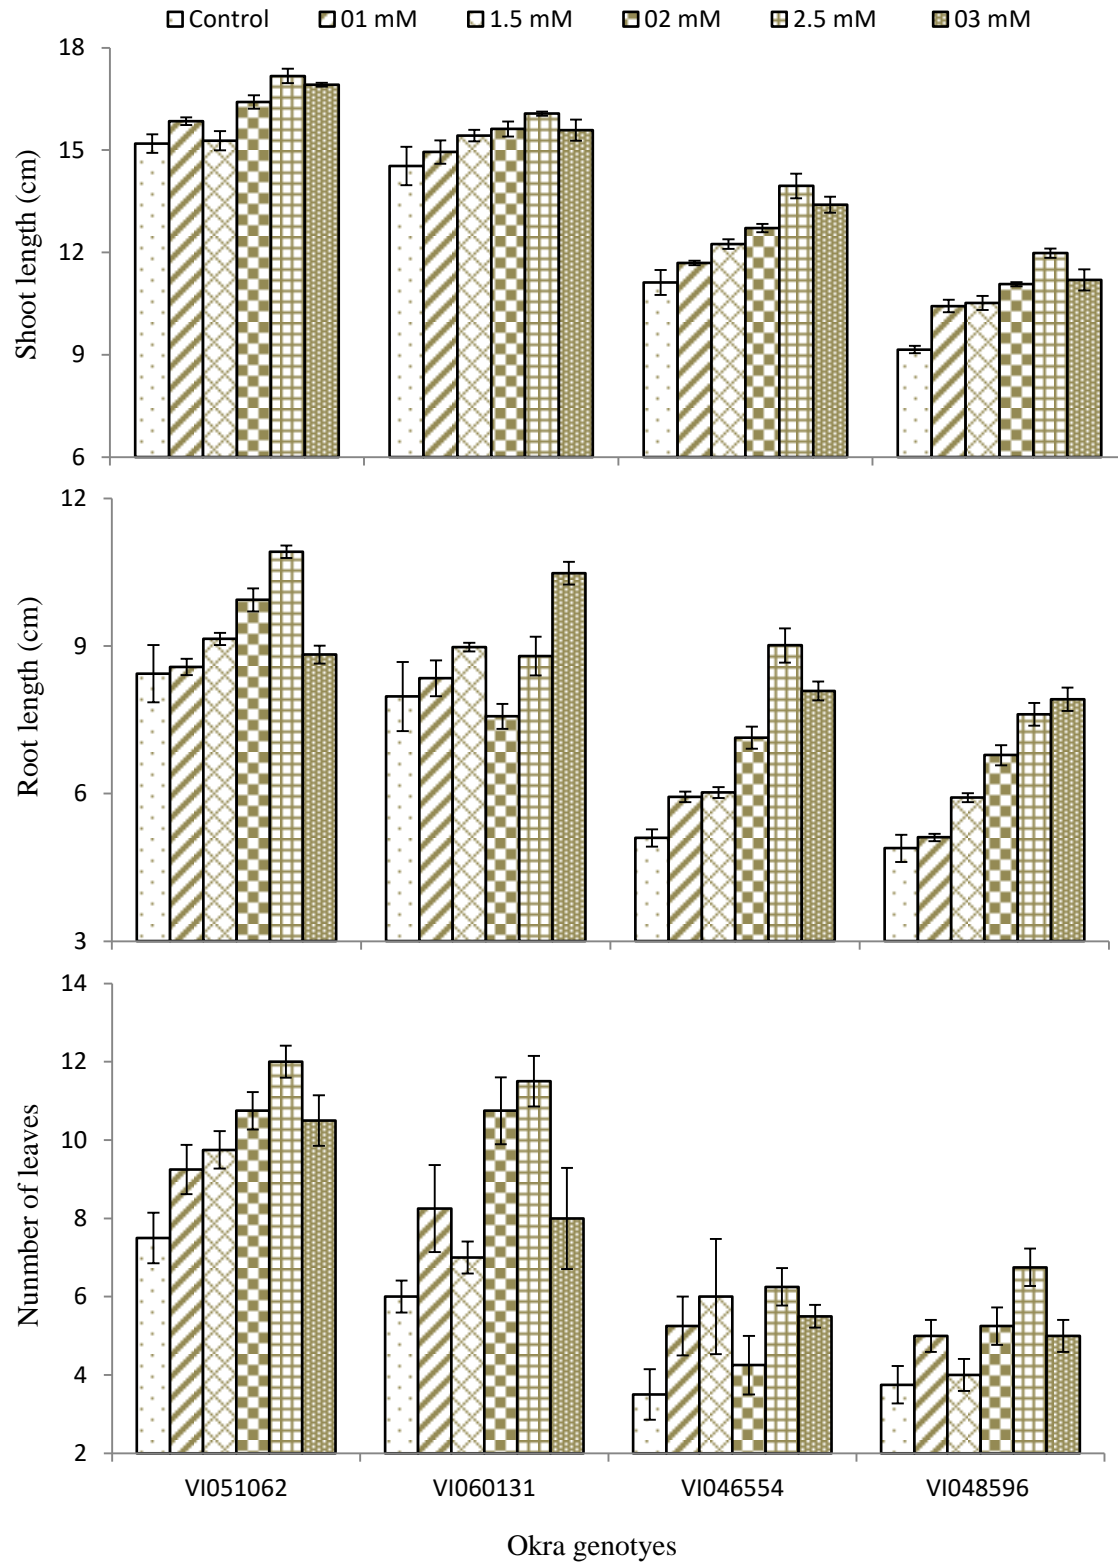 Control 01 mM 1.5 mM 02 mM 2.5 mM 03 mM
18
15
12
9
6
Shoot length (cm)
12
9
6
3
Root length (cm)
14
12
10
8
6
4
2
Nunmber of leaves
VI051062 VI060131 VI046554 VI048596
Okra genotyes